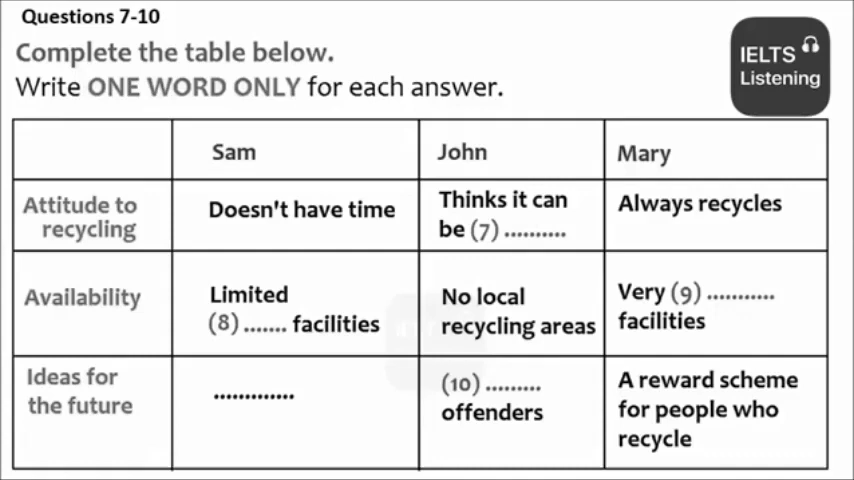 Questions 7-10
Complete the table below.
Write ONE WORD ONLY for each answer.
IELTS
Listening
Sam
John
Mary
Attitude to
recycling
Doesn't have time
Thinks it can
be (7) ..........
Always recycles
Availability
Limited
(8) ....... facilities
No local
recycling areas
Very (9) ...........
facilities
Ideas for
the future
.............
(10) .........
offenders
A reward scheme
for people who
recycle